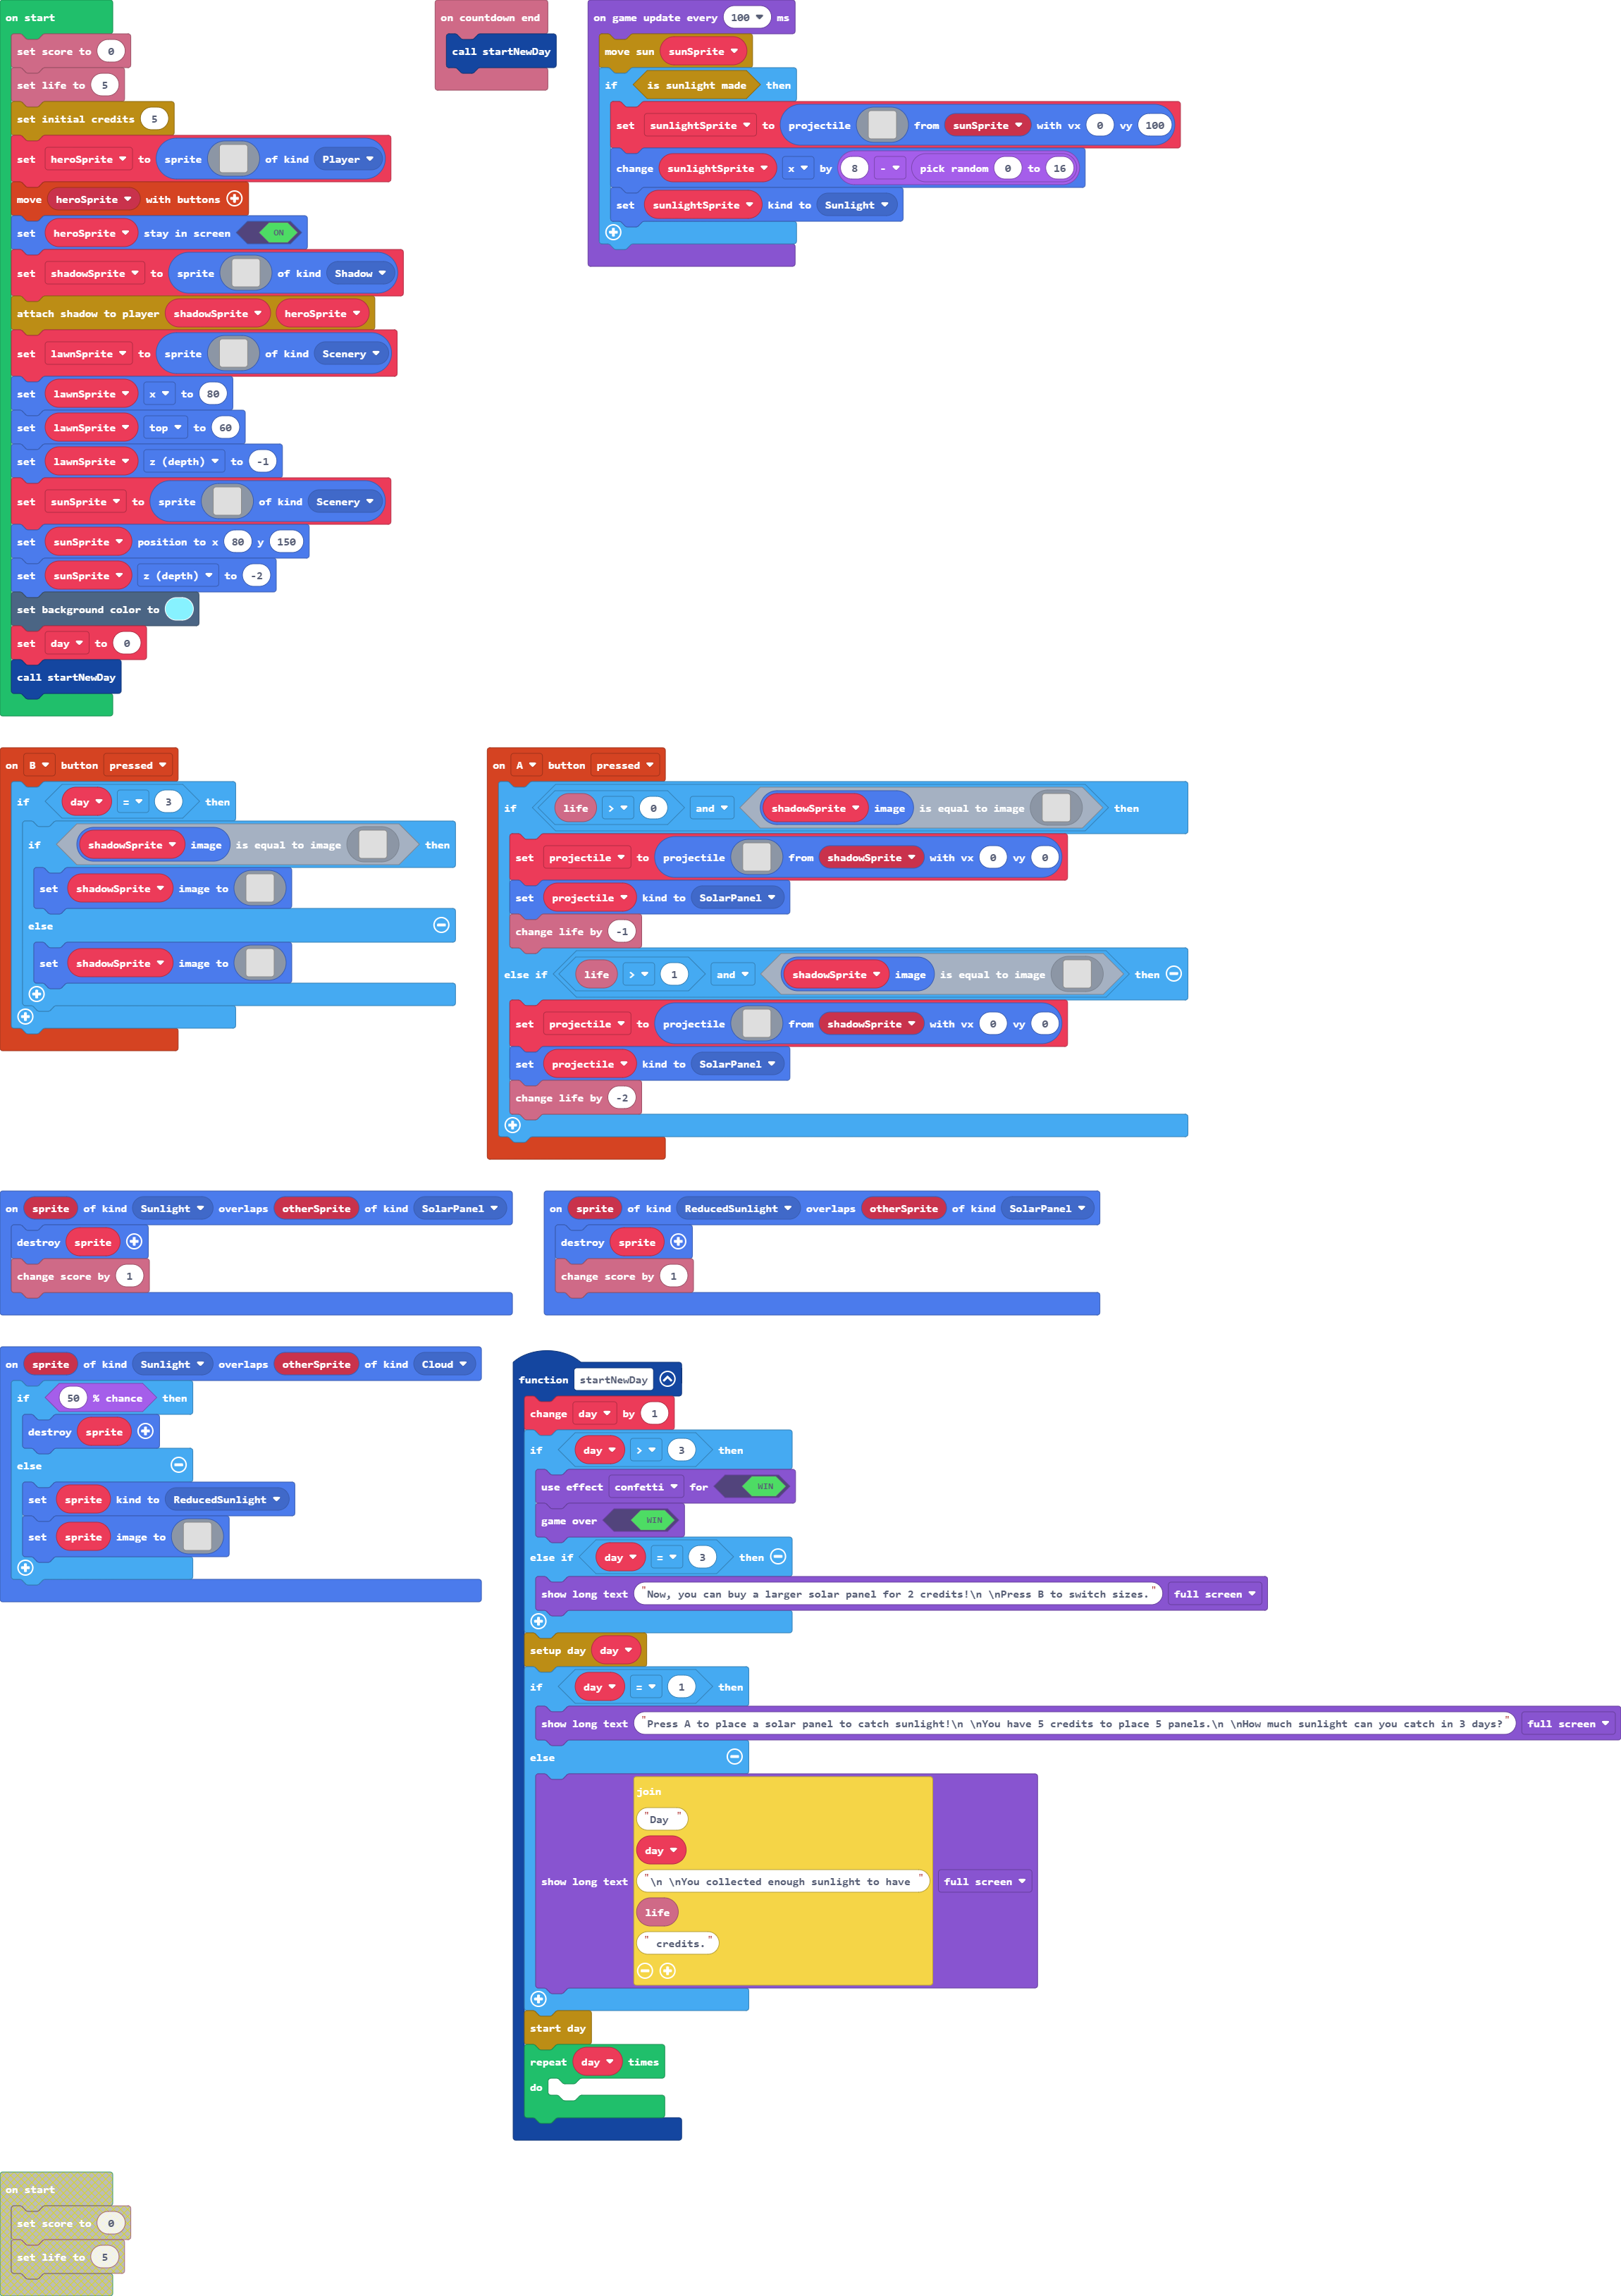 on start
set score to 0
set life to 5
set initial credits 5
set heroSprite to sprite of kind Player
move heroSprite with buttons
set heroSprite stay in screen ON
set shadowSprite to sprite of kind Shadow
attach shadow to player shadowSprite heroSprite
set lawnSprite to sprite of kind Scenery
set lawnSprite x to 80
set lawnSprite top to 60
set lawnSprite z (depth) to -1
set sunSprite to sprite of kind Scenery
set sunSprite position to x 80 y 150
set sunSprite z (depth) to -2
set background color to
set day to 0
call startNewDay
on countdown end
call startNewDay
on game update every 100 ms
move sun sunSprite
if is sunlight made then
set sunlightSprite to projectile from sunSprite with vx 0 vy 100
change sunlightSprite x by 8 - pick random 0 to 16
set sunlightSprite kind to Sunlight
on B button pressed
if day = 3 then
if shadowSprite image is equal to image then
set shadowSprite image to
else
set shadowSprite image to
on A button pressed
if life > 0 and shadowSprite image is equal to image then
set projectile to projectile from shadowSprite with vx 0 vy 0
set projectile kind to SolarPanel
change life by -1
else if life > 1 and shadowSprite image is equal to image then
set projectile to projectile from shadowSprite with vx 0 vy 0
set projectile kind to SolarPanel
change life by -2
on sprite of kind Sunlight overlaps otherSprite of kind SolarPanel
destroy sprite
change score by 1
on sprite of kind ReducedSunlight overlaps otherSprite of kind SolarPanel
destroy sprite
change score by 1
on sprite of kind Sunlight overlaps otherSprite of kind Cloud
if 50 % chance then
destroy sprite
else
set sprite kind to ReducedSunlight
set sprite image to
function startNewDay
change day by 1
if day > 3 then
use effect confetti for WIN
game over WIN
else if day = 3 then
show long text "Now, you can buy a larger solar panel for 2 credits!\n \nPress B to switch sizes." full screen
setup day day
if day = 1 then
show long text "Press A to place a solar panel to catch sunlight!\n \nYou have 5 credits to place 5 panels.\n \nHow much sunlight can you catch in 3 days?" full screen
else
join
"Day "
day
"\n \nYou collected enough sunlight to have "
show long text full screen
life
" credits."
start day
repeat day times
do
on start
set score to 0
set life to 5